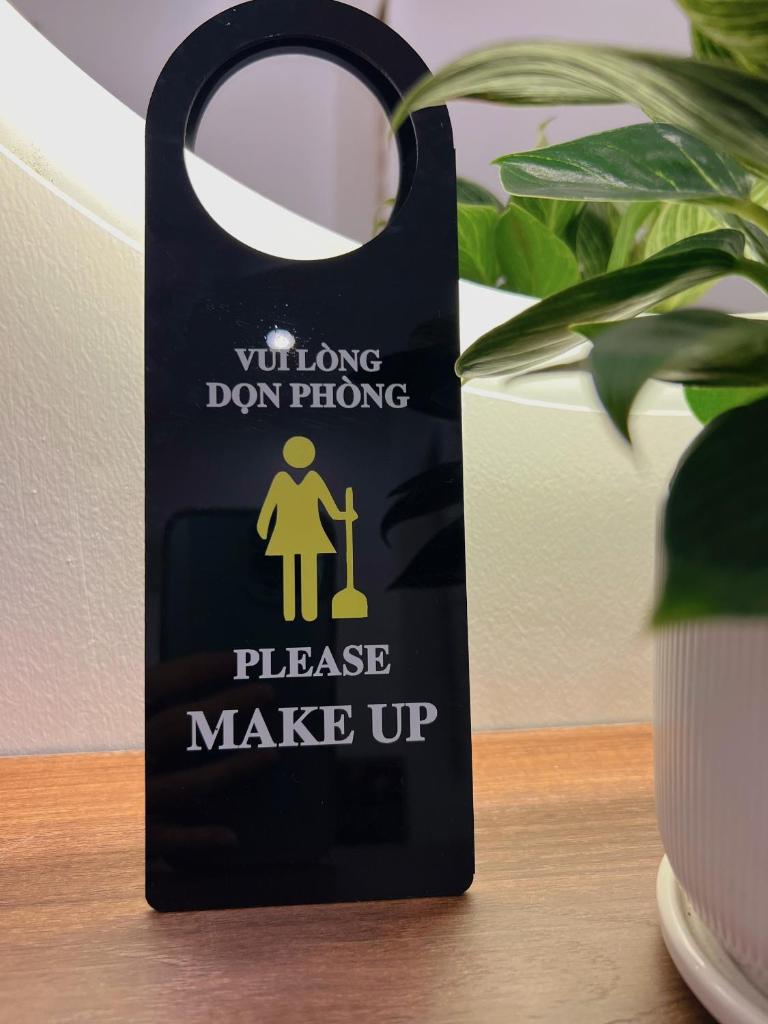 VUI LÒNG
DỌN PHÒNG
PLEASE
MAKE UP